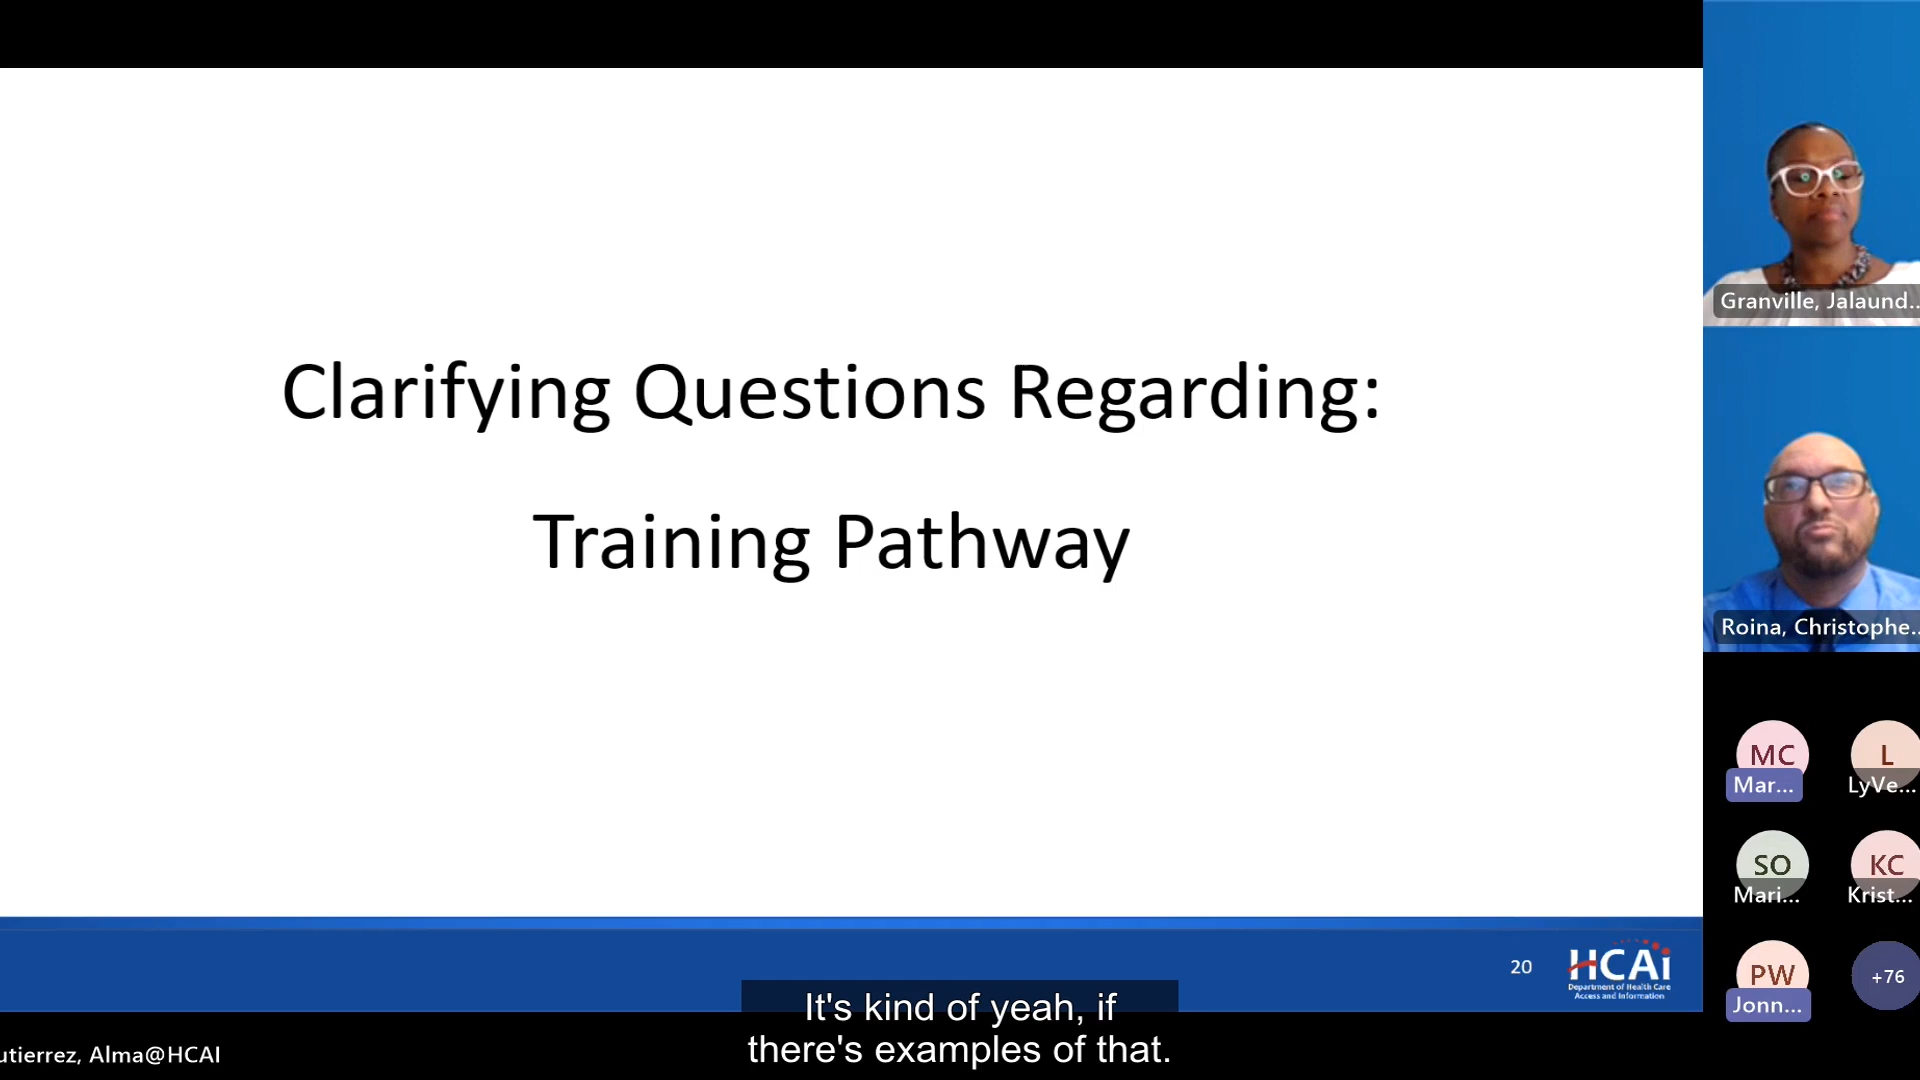 Clarifying Questions Regarding:
Training Pathway
20
HCAi
Department of Health Care
Access and Information
It's kind of yeah, if
there's examples of that.
utierrez, Alma@HCAI
Granville, Jalaund...
Roina, Christophe...
MC
Mar...
L
LyVe...
SO
Mari...
KC
Krist...
PW
Jonn...
+76